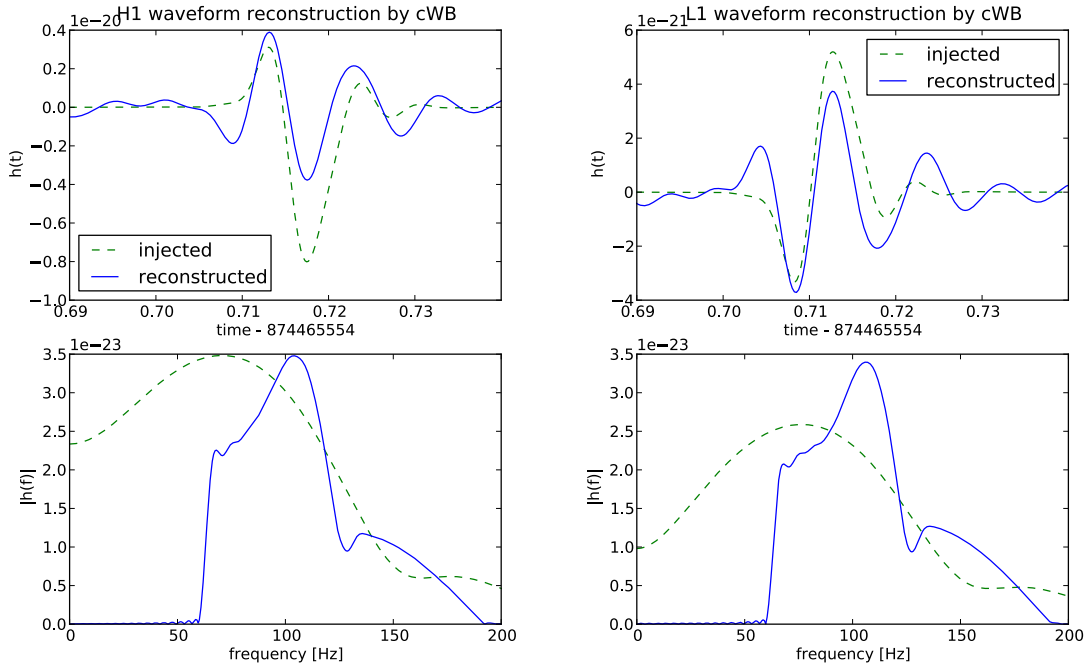 H1 waveform reconstruction by cWB
1e−20
0.4
0.2
0.0
−0.2
−0.4
−0.6
−0.8
−1.0
h(t)
injected
reconstructed
0.69 0.70 0.71 0.72 0.73
time - 874465554
L1 waveform reconstruction by cWB
1e−21
6
4
2
0
−2
−4
h(t)
injected
reconstructed
0.69 0.70 0.71 0.72 0.73
time - 874465554
1e−23
3.5
3.0
2.5
2.0
1.5
1.0
0.5
0.0
|h(f)|
0 50 100 150 200
frequency [Hz]
1e−23
3.5
3.0
2.5
2.0
1.5
1.0
0.5
0.0
|h(f)|
0 50 100 150 200
frequency [Hz]